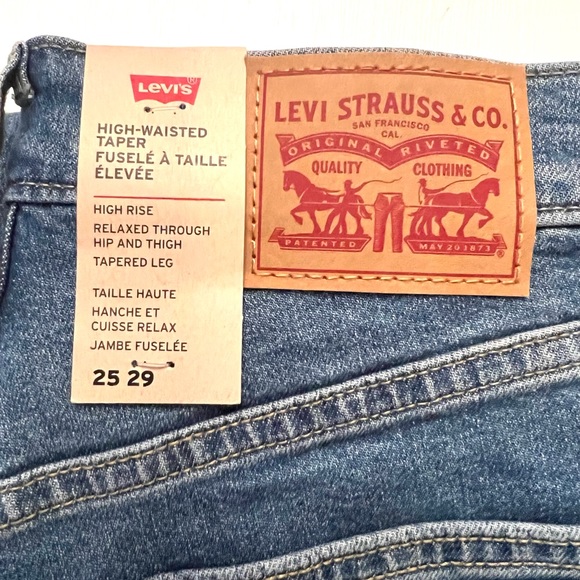 LEVI'S®
HIGH-WAISTED
TAPER
FUSELÉ À TAILLE
ÉLEVÉE
HIGH RISE
RELAXED THROUGH
HIP AND THIGH
TAPERED LEG
TAILLE HAUTE
HANCHE ET
CUISSE RELAX
JAMBE FUSELÉE
25 29
LEVI STRAUSS & CO.
SAN FRANCISCO
CAL.
ORIGINAL RIVETED
QUALITY CLOTHING
PATENTED MAY 20 1873 ®